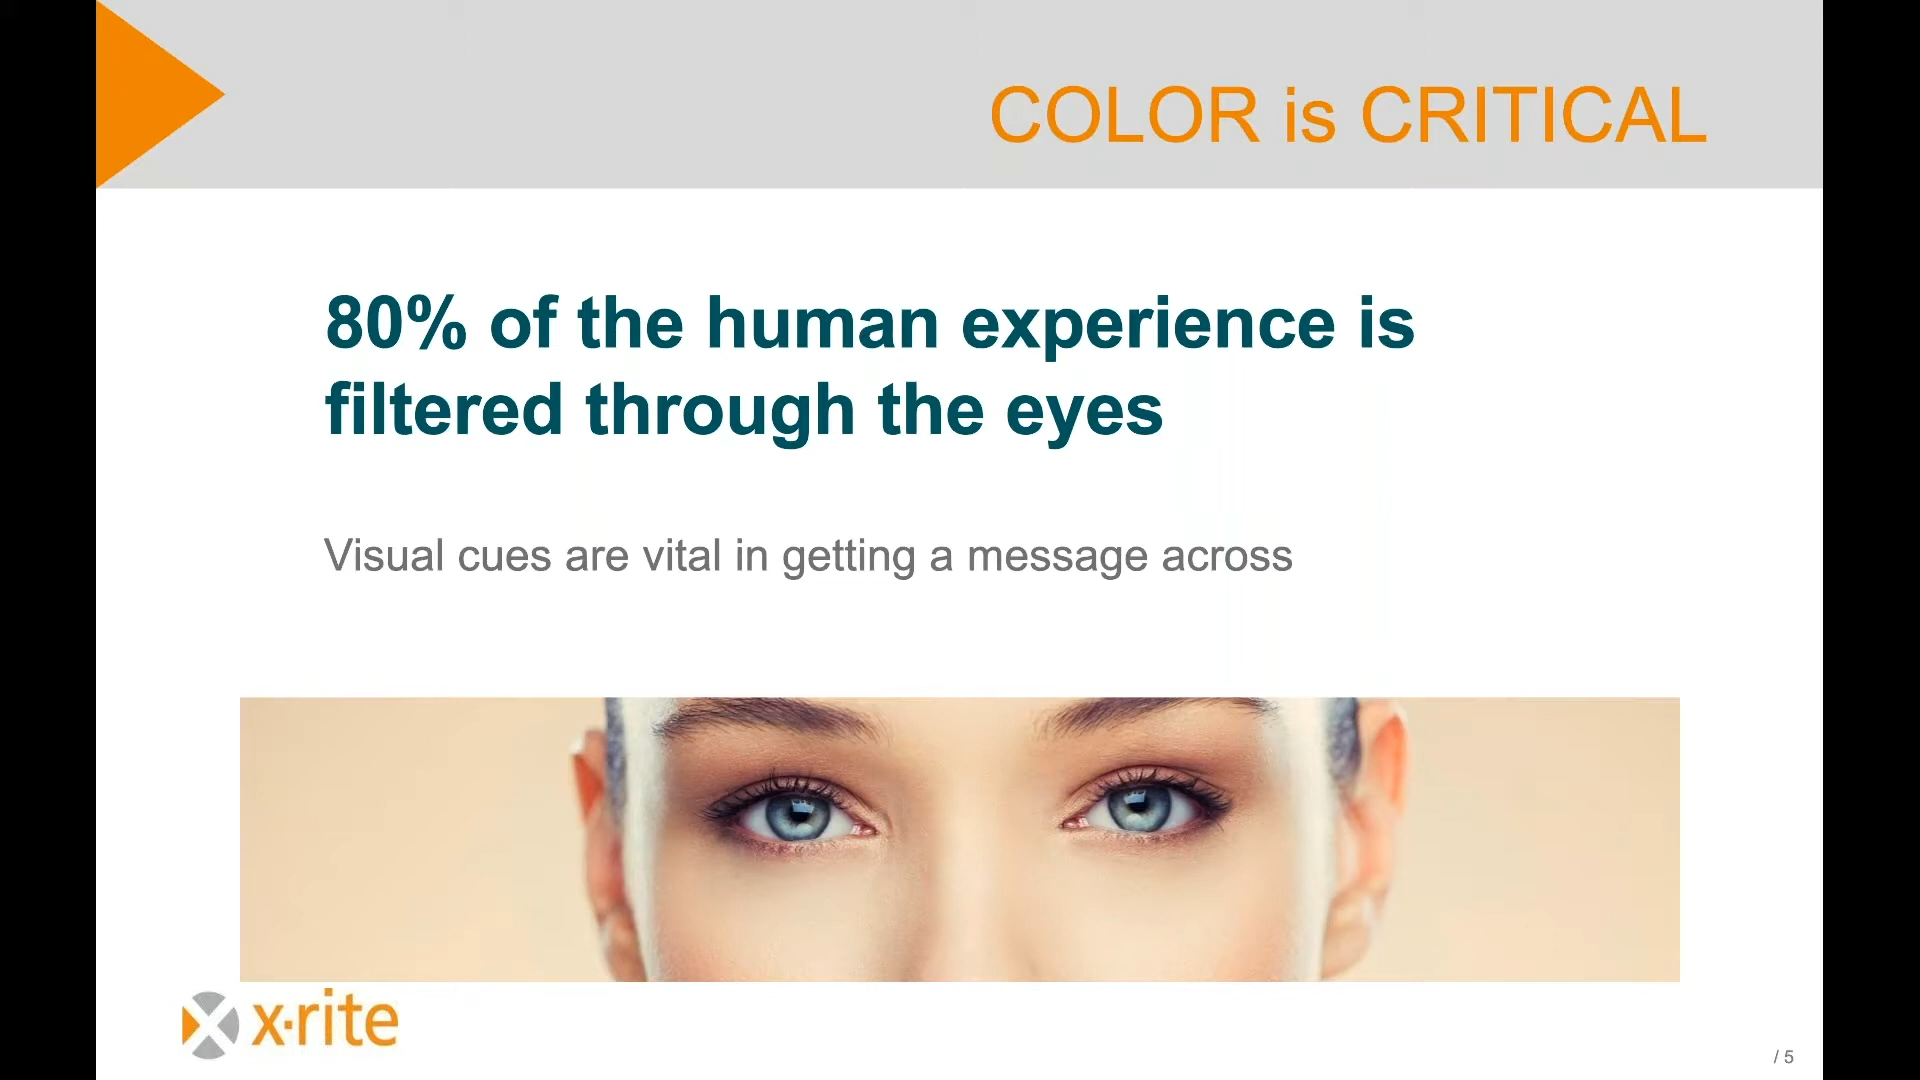 COLOR is CRITICAL
80% of the human experience is
filtered through the eyes
Visual cues are vital in getting a message across
x·rite
/ 5